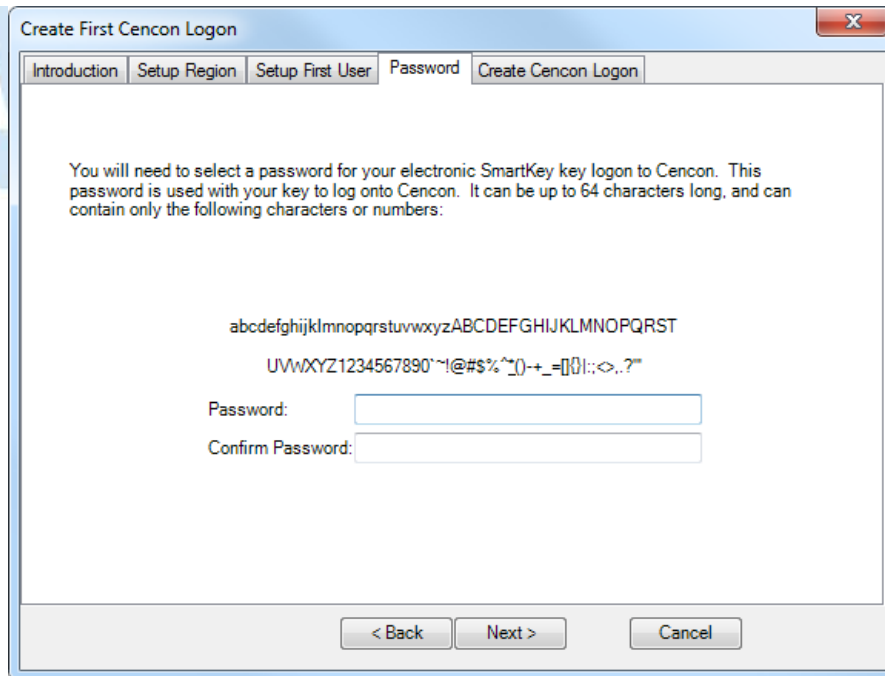 Create First Cencon Logon
Introduction Setup Region Setup First User Password Create Cencon Logon
You will need to select a password for your electronic SmartKey key logon to Cencon. This
password is used with your key to log onto Cencon. It can be up to 64 characters long, and can
contain only the following characters or numbers:
abcdefghijklmnopqrstuvwxyzABCDEFGHIJKLMNOPQRST
UVWXYZ1234567890`~!@#$%^*()-+_=[]{}|:;<>,.?'"
Password:
Confirm Password:
< Back Next > Cancel